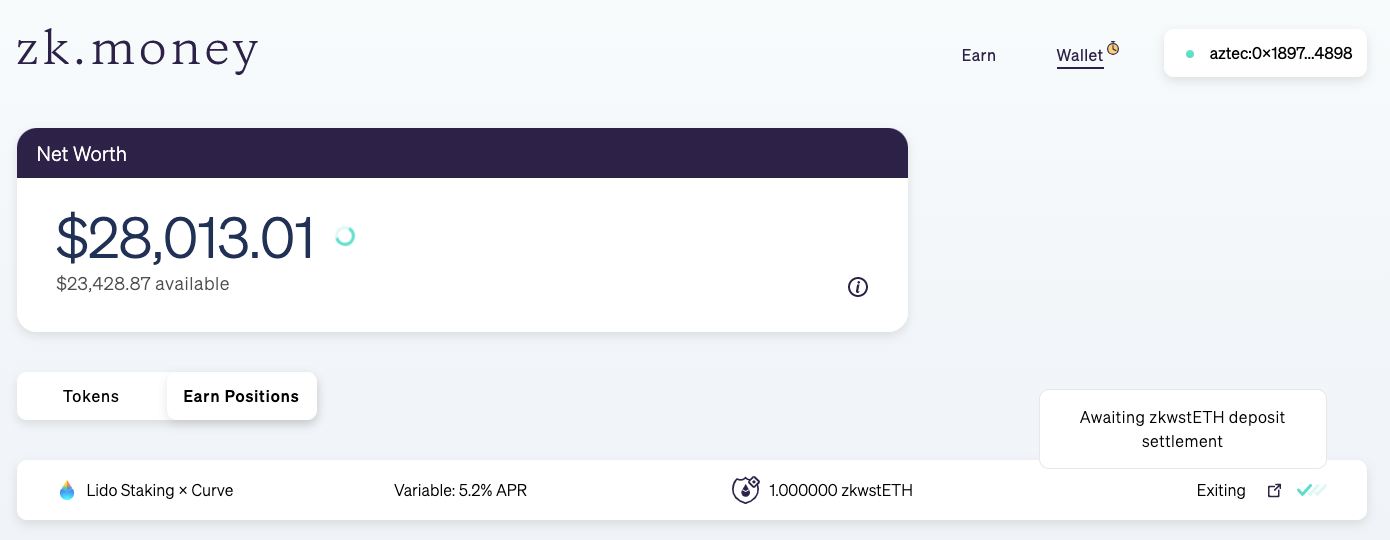 zk.money
Earn
Wallet
aztec:0×1897...4898
Net Worth
$28,013.01
$23,428.87 available
Tokens
Earn Positions
Awaiting zkwstETH deposit
settlement
Lido Staking × Curve
Variable: 5.2% APR
1.000000 zkwstETH
Exiting